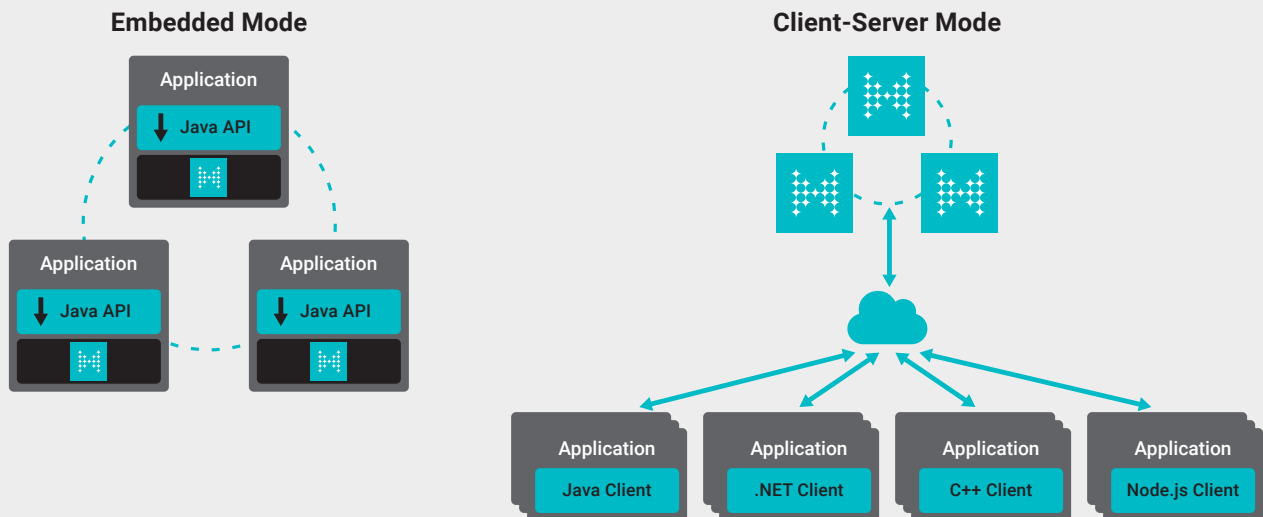 Embedded Mode
Application
Java API
Application
Java API
Application
Java API
Client-Server Mode
Application
Java Client
Application
.NET Client
Application
C++ Client
Application
Node.js Client